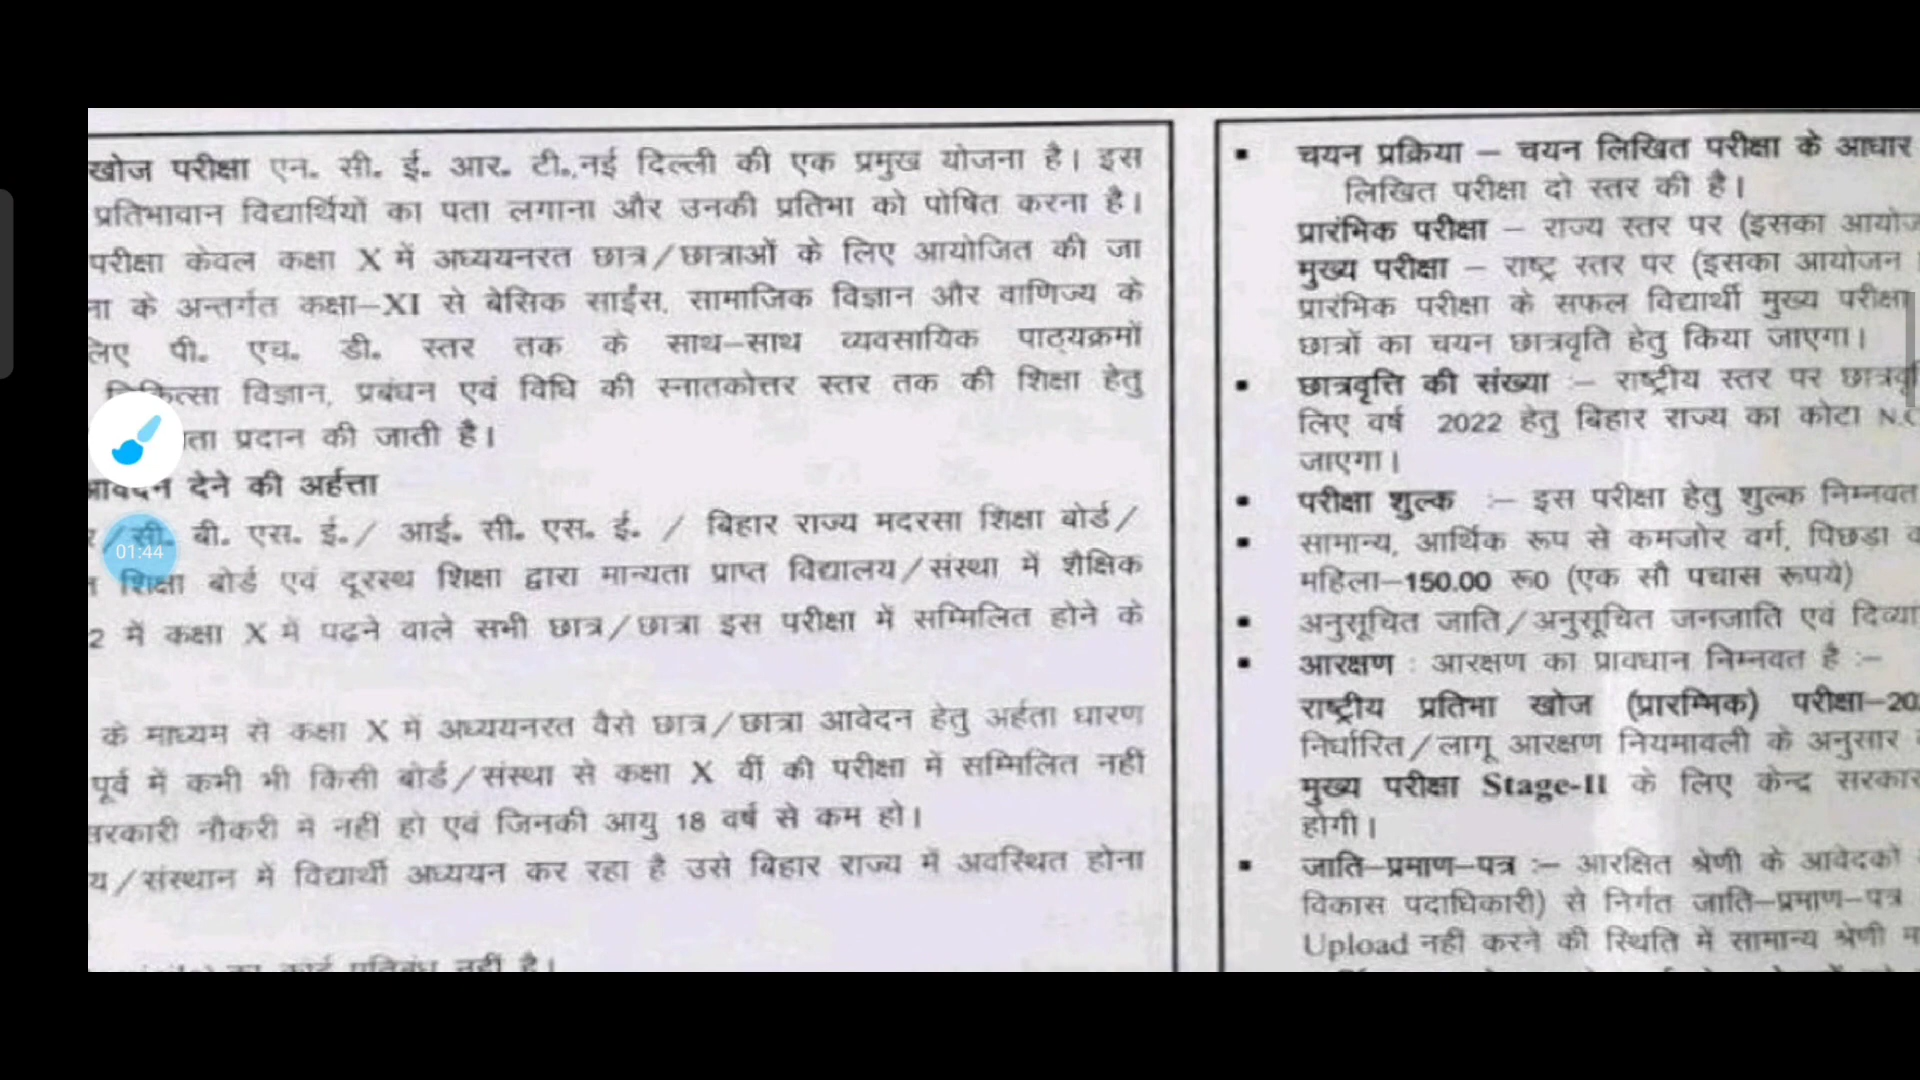 खोज परीक्षा एन. सी. ई. आर. टी.,नई दिल्ली की एक प्रमुख योजना है। इस
प्रतिभावान विद्यार्थियों का पता लगाना और उनकी प्रतिभा को पोषित करना है।
परीक्षा केवल कक्षा X में अध्ययनरत छात्र/छात्राओं के लिए आयोजित की जा
के अन्तर्गत कक्षा–XI से बेसिक साईंस, सामाजिक विज्ञान और वाणिज्य के
लिए पी. एच. डी. स्तर तक के साथ–साथ व्यवसायिक पाठ्यक्रमों
विज्ञान, प्रबंधन एवं विधि की स्नातकोत्तर स्तर तक की शिक्षा हेतु
प्रदान की जाती है।
देने की अर्हत्ता
सी. बी. एस. ई./ आई. सी. एस. ई. / बिहार राज्य मदरसा शिक्षा बोर्ड/
01:44
शिक्षा बोर्ड एवं दूरस्थ शिक्षा द्वारा मान्यता प्राप्त विद्यालय/संस्था में शैक्षिक
2 में कक्षा X में पढने वाले सभी छात्र/छात्रा इस परीक्षा में सम्मिलित होने के
के माध्यम से कक्षा X में अध्ययनरत वैसे छात्र/छात्रा आवेदन हेतु अर्हता धारण
पूर्व में कभी भी किसी बोर्ड/संस्था से कक्षा X वीं की परीक्षा में सम्मिलित नहीं
सरकारी नौकरी में नहीं हो एवं जिनकी आयु 18 वर्ष से कम हो।
य/संस्थान में विद्यार्थी अध्ययन कर रहा है उसे बिहार राज्य में अवस्थित होना
नहीं है।
▪ चयन प्रक्रिया – चयन लिखित परीक्षा के आधार
लिखित परीक्षा दो स्तर की है।
प्रारंभिक परीक्षा – राज्य स्तर पर (इसका आयोज
मुख्य परीक्षा – राष्ट्र स्तर पर (इसका आयोजन
प्रारंभिक परीक्षा के सफल विद्यार्थी मुख्य परीक्षा
छात्रों का चयन छात्रवृति हेतु किया जाएगा।
▪ छात्रवृत्ति की संख्या :– राष्ट्रीय स्तर पर छात्रवृ
लिए वर्ष 2022 हेतु बिहार राज्य का कोटा N.C
जाएगा।
▪ परीक्षा शुल्क :– इस परीक्षा हेतु शुल्क निम्नवत
▪ सामान्य, आर्थिक रूप से कमजोर वर्ग, पिछडा व
महिला–150.00 रू0 (एक सौ पचास रूपये)
▪ अनुसूचित जाति/अनुसूचित जनजाति एवं दिव्या
▪ आरक्षण : आरक्षण का प्रावधान निम्नवत है :–
राष्ट्रीय प्रतिभा खोज (प्रारम्भिक) परीक्षा–20
निर्धारित/लागू आरक्षण नियमावली के अनुसार
मुख्य परीक्षा Stage-II के लिए केन्द्र सरकार
होगी।
▪ जाति–प्रमाण–पत्र :– आरक्षित श्रेणी के आवेदकों
विकास पदाधिकारी) से निर्गत जाति–प्रमाण–पत्र
Upload नहीं करने की स्थिति में सामान्य श्रेणी